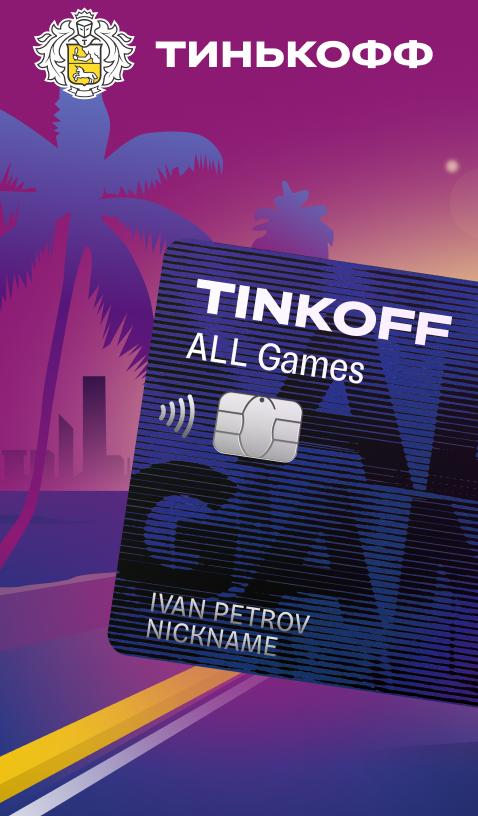 ТИНЬКОФФ
TINKOFF
ALL Games
IVAN PETROV
NICKNAME